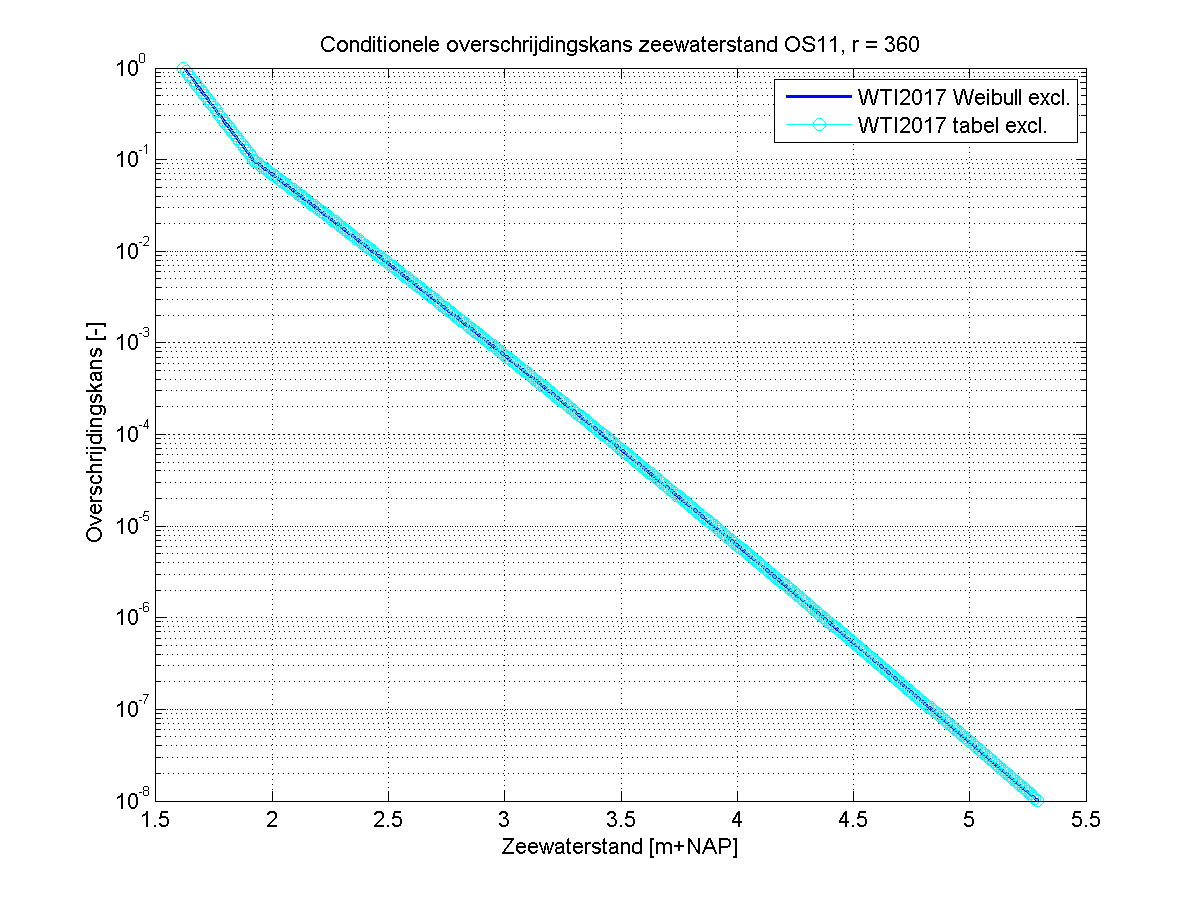 Conditionele overschrijdingskans zeewaterstand OS11, r = 360
WTI2017 Weibull excl.
WTI2017 tabel excl.
Overschrijdingskans [-]
10^0
10^-1
10^-2
10^-3
10^-4
10^-5
10^-6
10^-7
10^-8
1.5 2 2.5 3 3.5 4 4.5 5 5.5
Zeewaterstand [m+NAP]